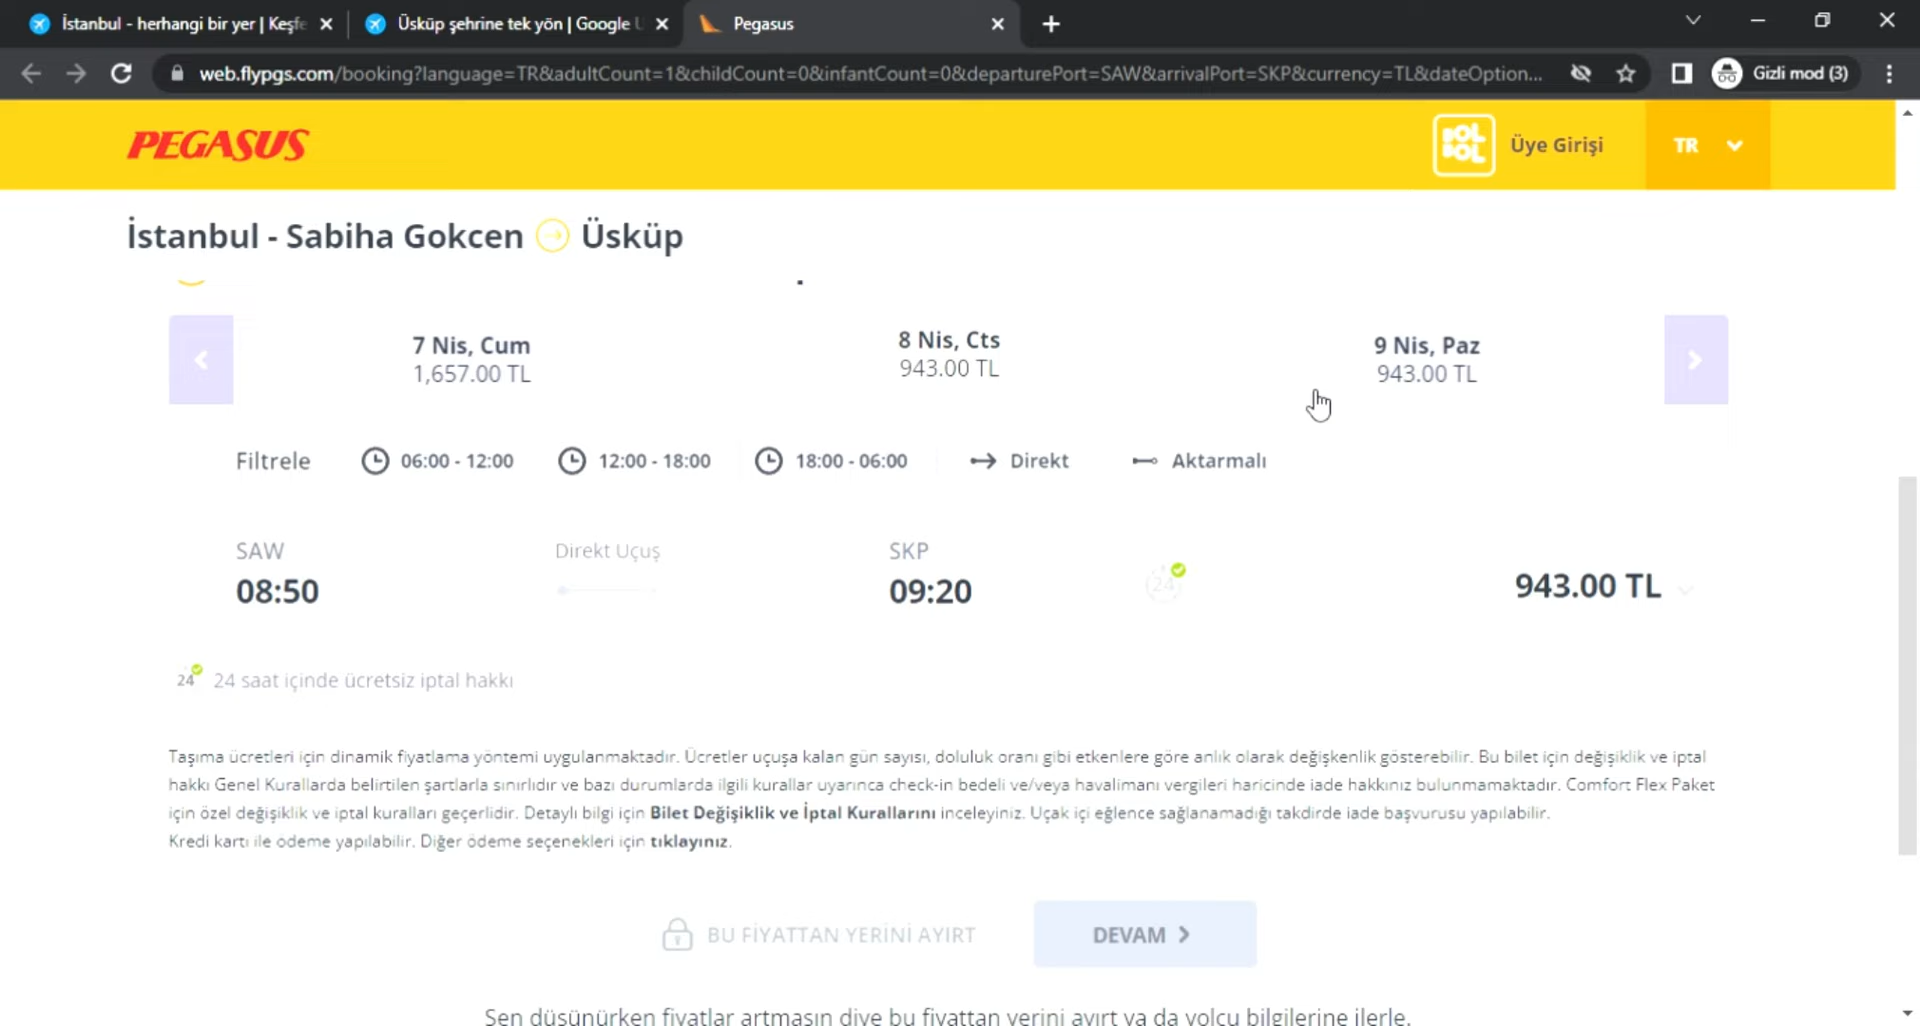 İstanbul - herhangi bir yer | Keşfe
Üsküp şehrine tek yön | Google U
Pegasus
web.flypgs.com/booking?language=TR&adultCount=1&childCount=0&infantCount=0&departurePort=SAW&arrivalPort=SKP&currency=TL&dateOption...
Gizli mod (3)
PEGASUS
BOL BOL
Üye Girişi
TR
İstanbul - Sabiha Gokcen Üsküp
7 Nis, Cum
1,657.00 TL
8 Nis, Cts
943.00 TL
9 Nis, Paz
943.00 TL
Filtrele 06:00 - 12:00 12:00 - 18:00 18:00 - 06:00 Direkt Aktarmalı
SAW Direkt Uçuş SKP
08:50 09:20 24 943.00 TL
24 24 saat içinde ücretsiz iptal hakkı
Taşıma ücretleri için dinamik fiyatlama yöntemi uygulanmaktadır. Ücretler uçuşa kalan gün sayısı, doluluk oranı gibi etkenlere göre anlık olarak değişkenlik gösterebilir. Bu bilet için değişiklik ve iptal
hakkı Genel Kurallarda belirtilen şartlarla sınırlıdır ve bazı durumlarda ilgili kurallar uyarınca check-in bedeli ve/veya havalimanı vergileri haricinde iade hakkınız bulunmamaktadır. Comfort Flex Paket
için özel değişiklik ve iptal kuralları geçerlidir. Detaylı bilgi için Bilet Değişiklik ve İptal Kurallarını inceleyiniz. Uçak içi eğlence sağlanamadığı takdirde iade başvurusu yapılabilir.
Kredi kartı ile ödeme yapılabilir. Diğer ödeme seçenekleri için tıklayınız.
BU FİYATTAN YERİNİ AYIRT
DEVAM
Sen düşünürken fiyatlar artmasın diye bu fiyattan yerini ayırt ya da yolcu bilgilerine ilerle.